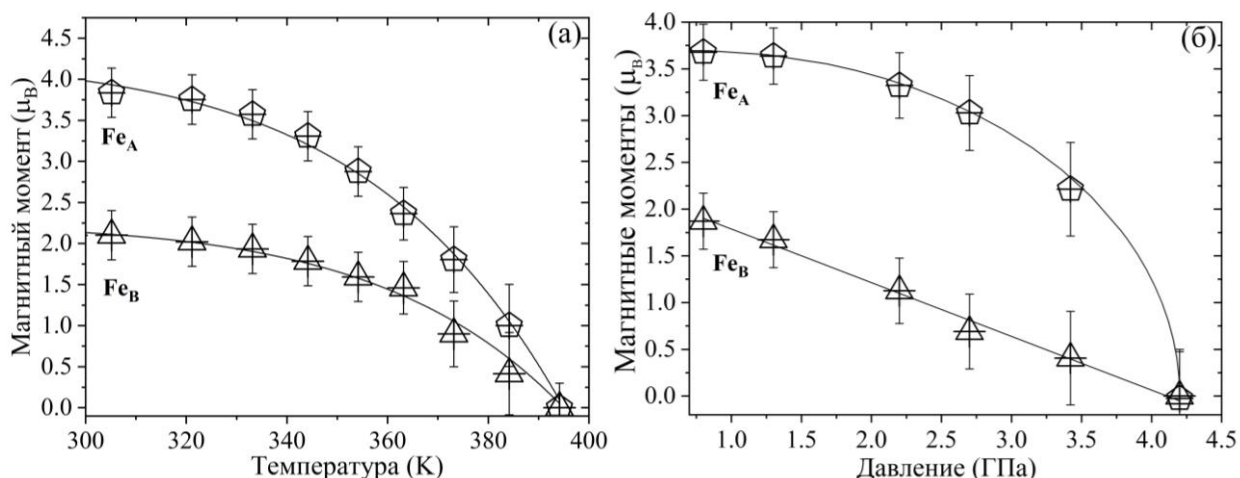 (а)
Магнитный момент (μB)
4.5
4.0
3.5
3.0
2.5
2.0
1.5
1.0
0.5
0.0
FeA
FeB
300 320 340 360 380 400
Температура (K)
(б)
Магнитные моменты (μB)
4.0
3.5
3.0
2.5
2.0
1.5
1.0
0.5
0.0
FeA
FeB
1.0 1.5 2.0 2.5 3.0 3.5 4.0 4.5
Давление (ГПа)